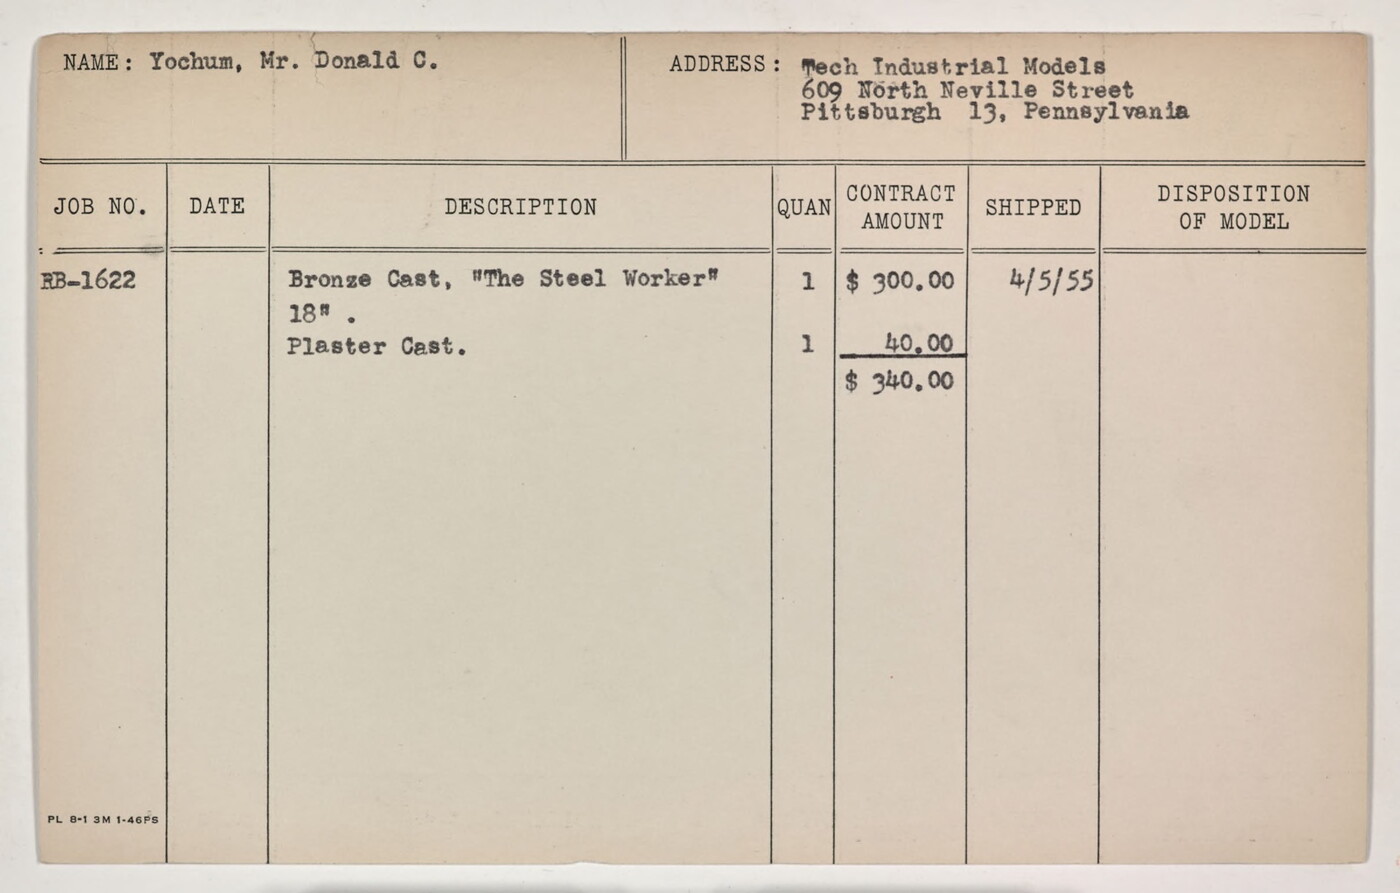 NAME: Yochum, Mr. Donald C.
ADDRESS: Tech Industrial Models
609 North Neville Street
Pittsburgh 13, Pennsylvania
JOB NO. DATE DESCRIPTION QUAN CONTRACT AMOUNT SHIPPED DISPOSITION OF MODEL
RB-1622 Bronze Cast, "The Steel Worker" 1 $ 300.00 4/5/55
18" .
Plaster Cast. 1 40.00
$ 340.00
PL 8-1 3M 1-46PS